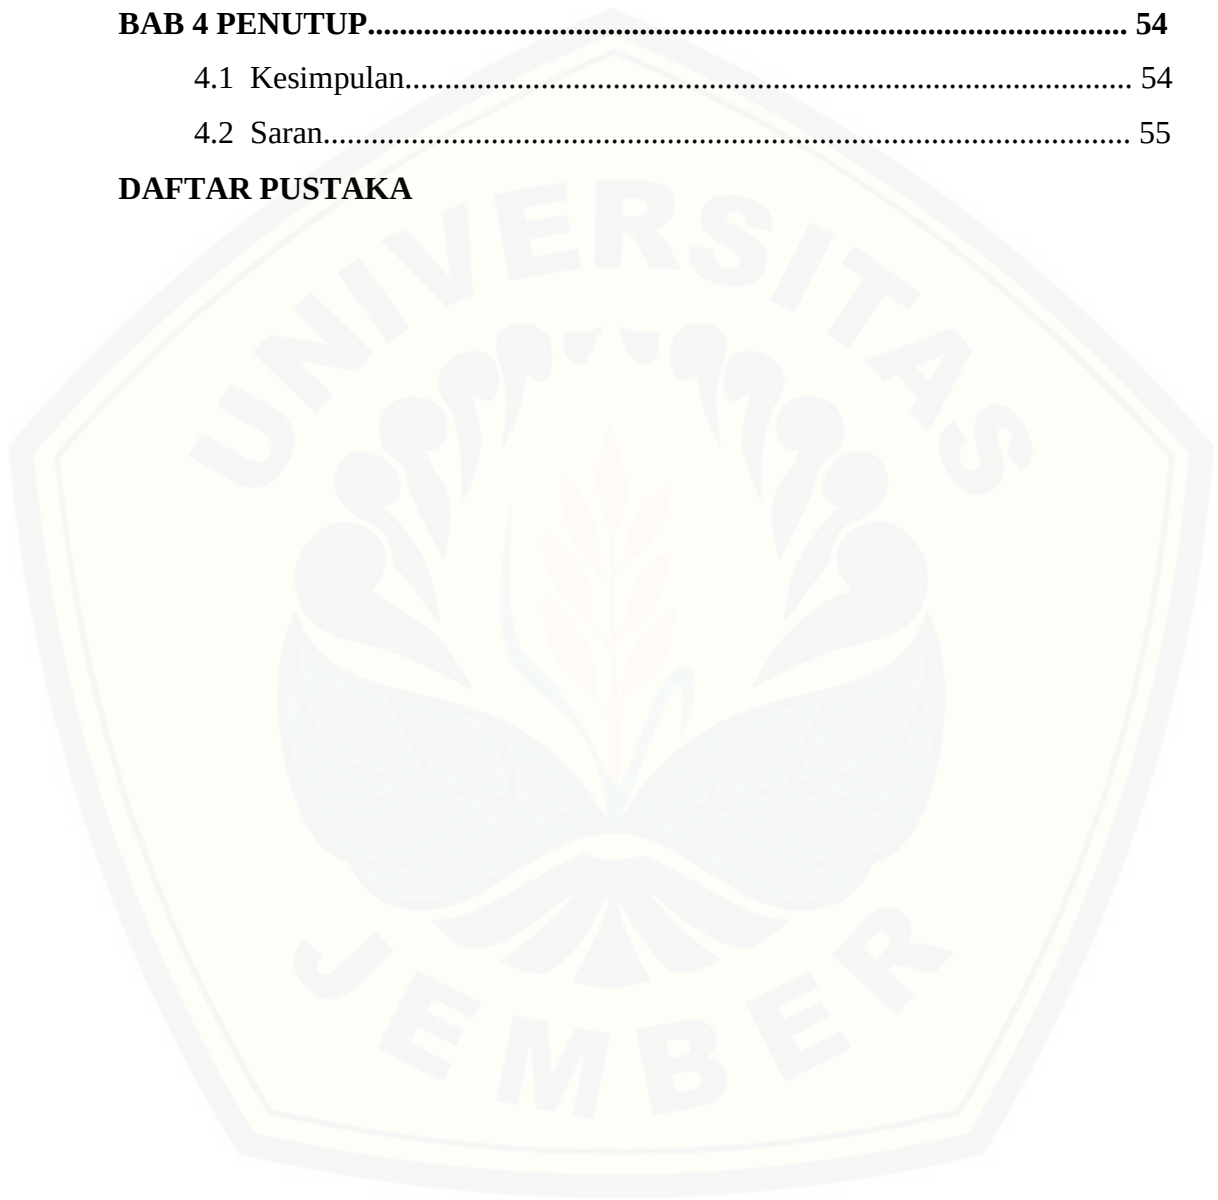 BAB 4 PENUTUP............................................................................................... 54
4.1 Kesimpulan........................................................................................... 54
4.2 Saran..................................................................................................... 55
DAFTAR PUSTAKA
UNIVERSITAS
JEMBER